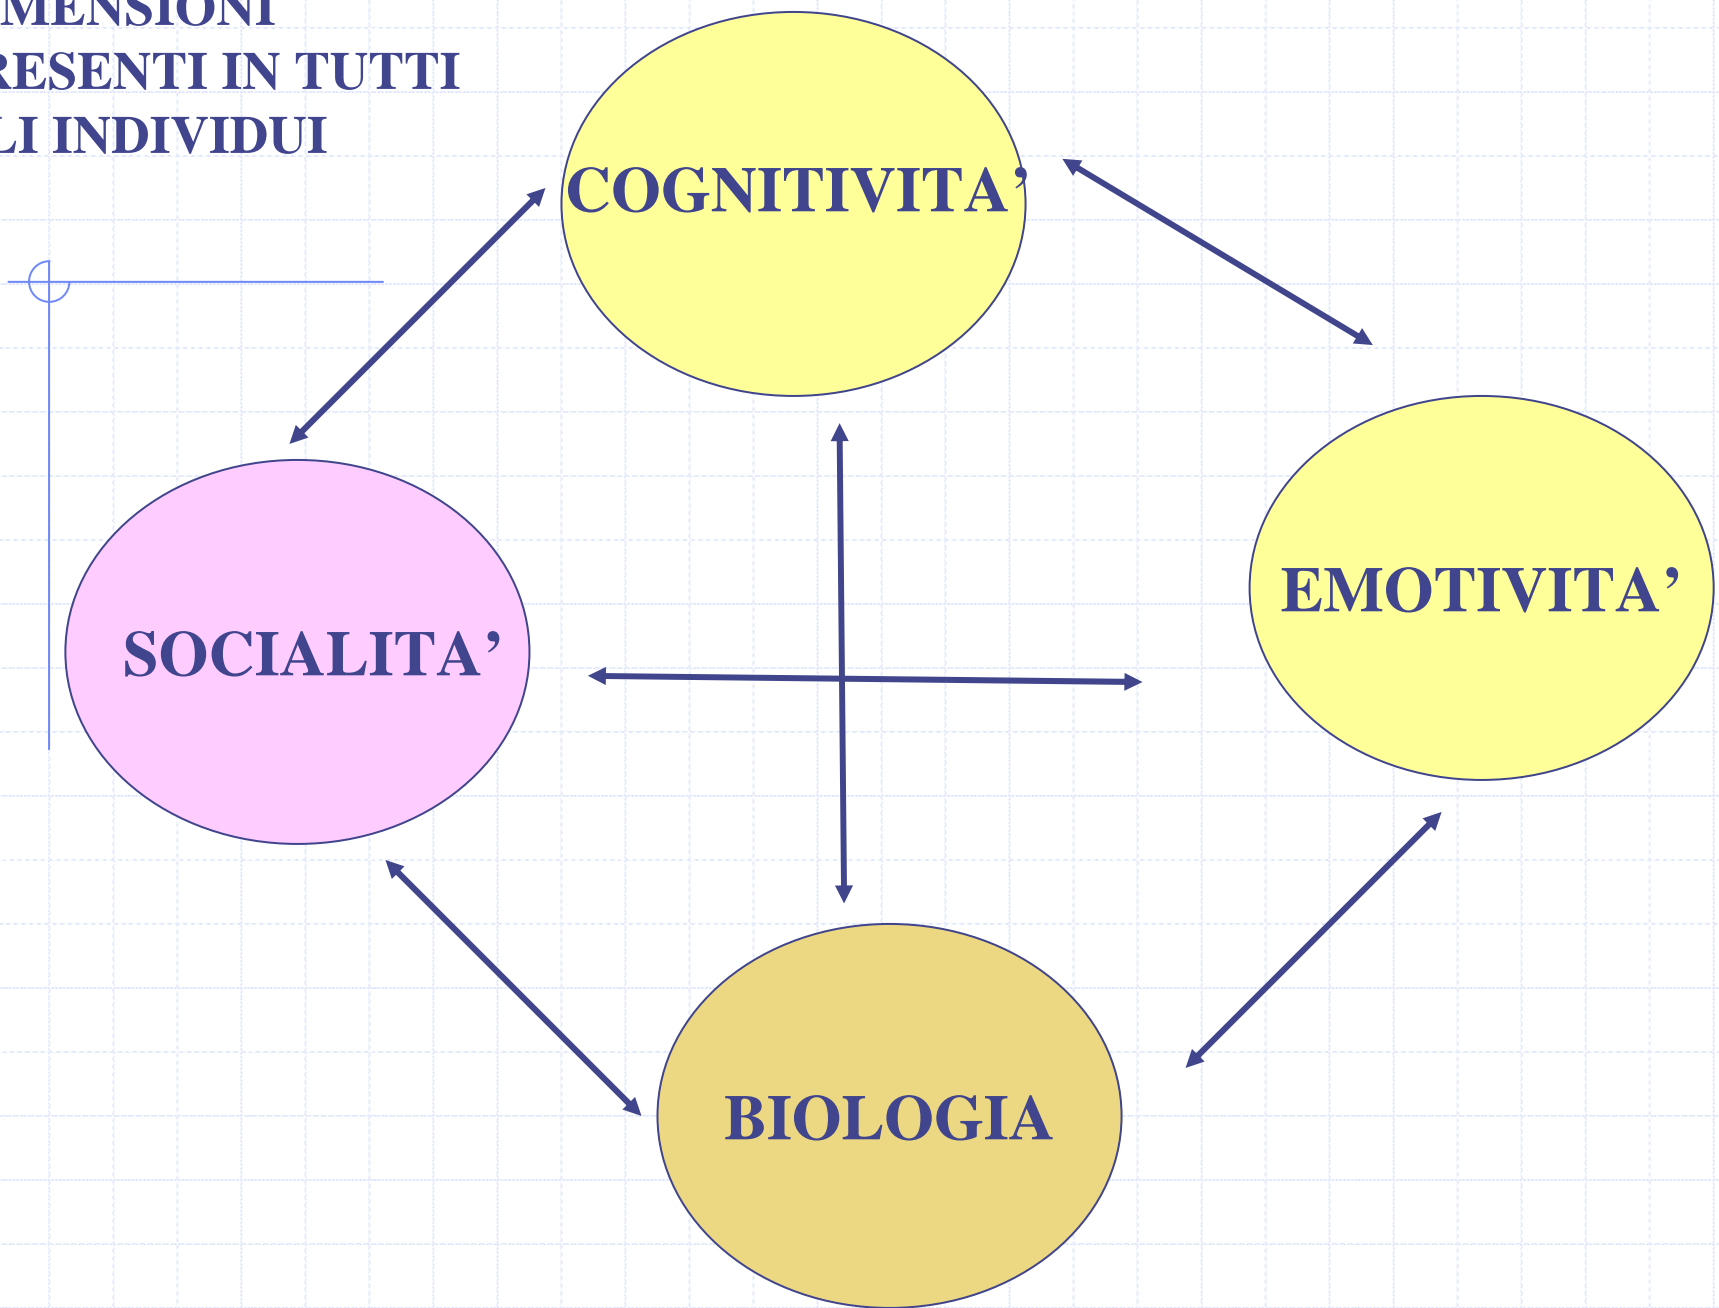 MENSIONI
RESENTI IN TUTTI
LI INDIVIDUI
COGNITIVITA’
EMOTIVITA’
SOCIALITA’
BIOLOGIA